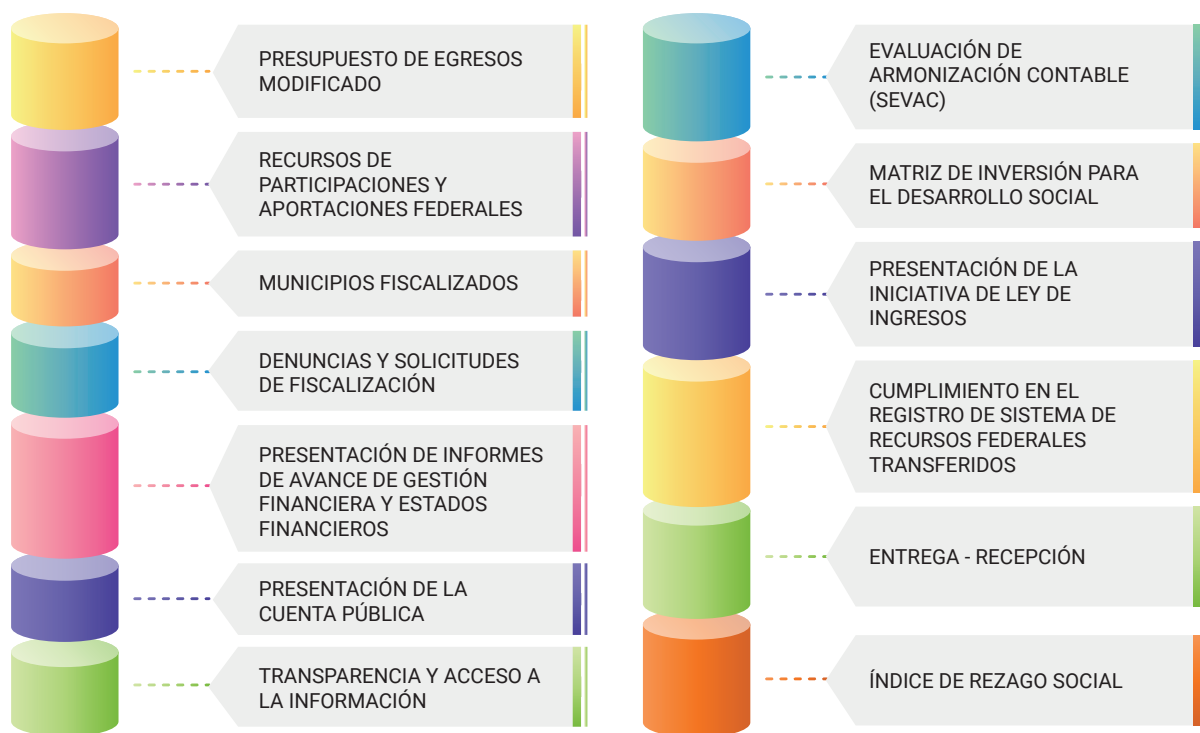 PRESUPUESTO DE EGRESOS
MODIFICADO
RECURSOS DE
PARTICIPACIONES Y
APORTACIONES FEDERALES
MUNICIPIOS FISCALIZADOS
DENUNCIAS Y SOLICITUDES
DE FISCALIZACIÓN
PRESENTACIÓN DE INFORMES
DE AVANCE DE GESTIÓN
FINANCIERA Y ESTADOS
FINANCIEROS
PRESENTACIÓN DE LA
CUENTA PÚBLICA
TRANSPARENCIA Y ACCESO A
LA INFORMACIÓN
EVALUACIÓN DE
ARMONIZACIÓN CONTABLE
(SEVAC)
MATRIZ DE INVERSIÓN PARA
EL DESARROLLO SOCIAL
PRESENTACIÓN DE LA
INICIATIVA DE LEY DE
INGRESOS
CUMPLIMIENTO EN EL
REGISTRO DE SISTEMA DE
RECURSOS FEDERALES
TRANSFERIDOS
ENTREGA - RECEPCIÓN
ÍNDICE DE REZAGO SOCIAL